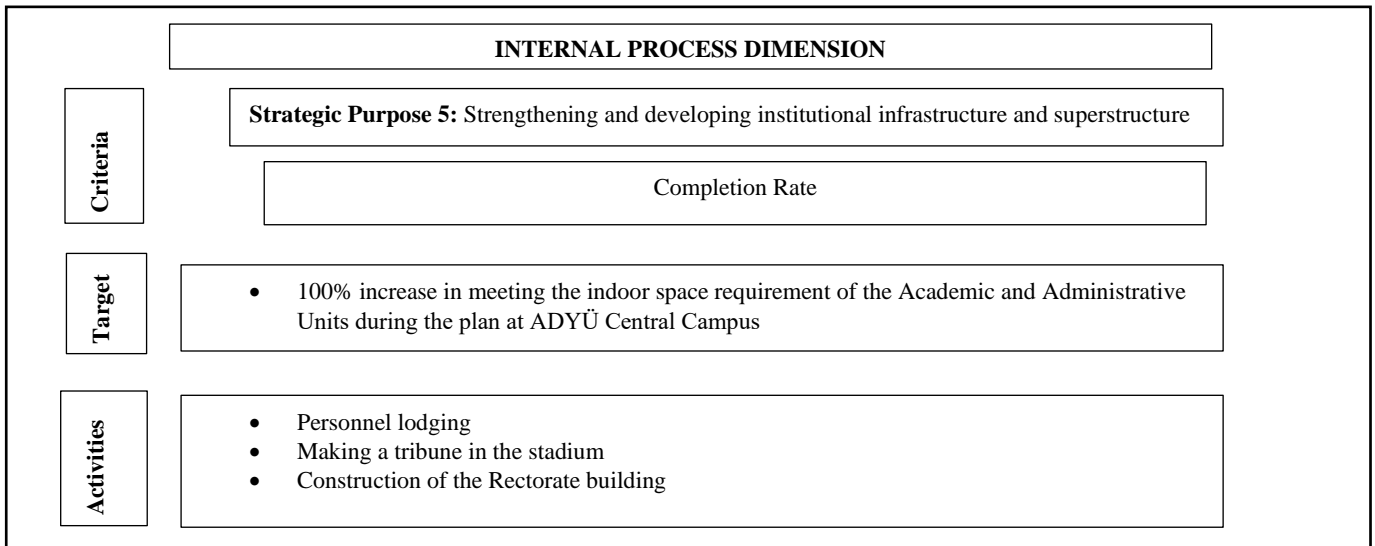 INTERNAL PROCESS DIMENSION
Criteria
Strategic Purpose 5: Strengthening and developing institutional infrastructure and superstructure
Completion Rate
Target
• 100% increase in meeting the indoor space requirement of the Academic and Administrative
Units during the plan at ADYÜ Central Campus
Activities
• Personnel lodging
• Making a tribune in the stadium
• Construction of the Rectorate building